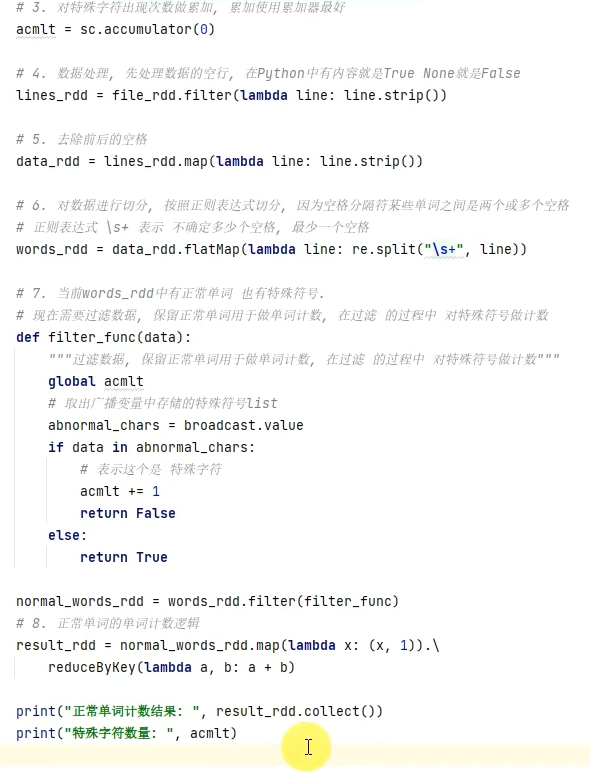 # 3. 对特殊字符出现次数做累加, 累加使用累加器最好
acmlt = sc.accumulator(0)
# 4. 数据处理, 先处理数据的空行, 在Python中有内容就是True None就是False
lines_rdd = file_rdd.filter(lambda line: line.strip())
# 5. 去除前后的空格
data_rdd = lines_rdd.map(lambda line: line.strip())
# 6. 对数据进行切分, 按照正则表达式切分, 因为空格分隔符某些单词之间是两个或多个空格
# 正则表达式 \s+ 表示 不确定多少个空格, 最少一个空格
words_rdd = data_rdd.flatMap(lambda line: re.split("\s+", line))
# 7. 当前words_rdd中有正常单词 也有特殊符号.
# 现在需要过滤数据, 保留正常单词用于做单词计数, 在过滤 的过程中 对特殊符号做计数
def filter_func(data):
    """过滤数据, 保留正常单词用于做单词计数, 在过滤 的过程中 对特殊符号做计数"""
    global acmlt
    # 取出广播变量中存储的特殊符号list
    abnormal_chars = broadcast.value
    if data in abnormal_chars:
        # 表示这个是 特殊字符
        acmlt += 1
        return False
    else:
        return True
normal_words_rdd = words_rdd.filter(filter_func)
# 8. 正常单词的单词计数逻辑
result_rdd = normal_words_rdd.map(lambda x: (x, 1)).\
    reduceByKey(lambda a, b: a + b)
print("正常单词计数结果: ", result_rdd.collect())
print("特殊字符数量: ", acmlt)